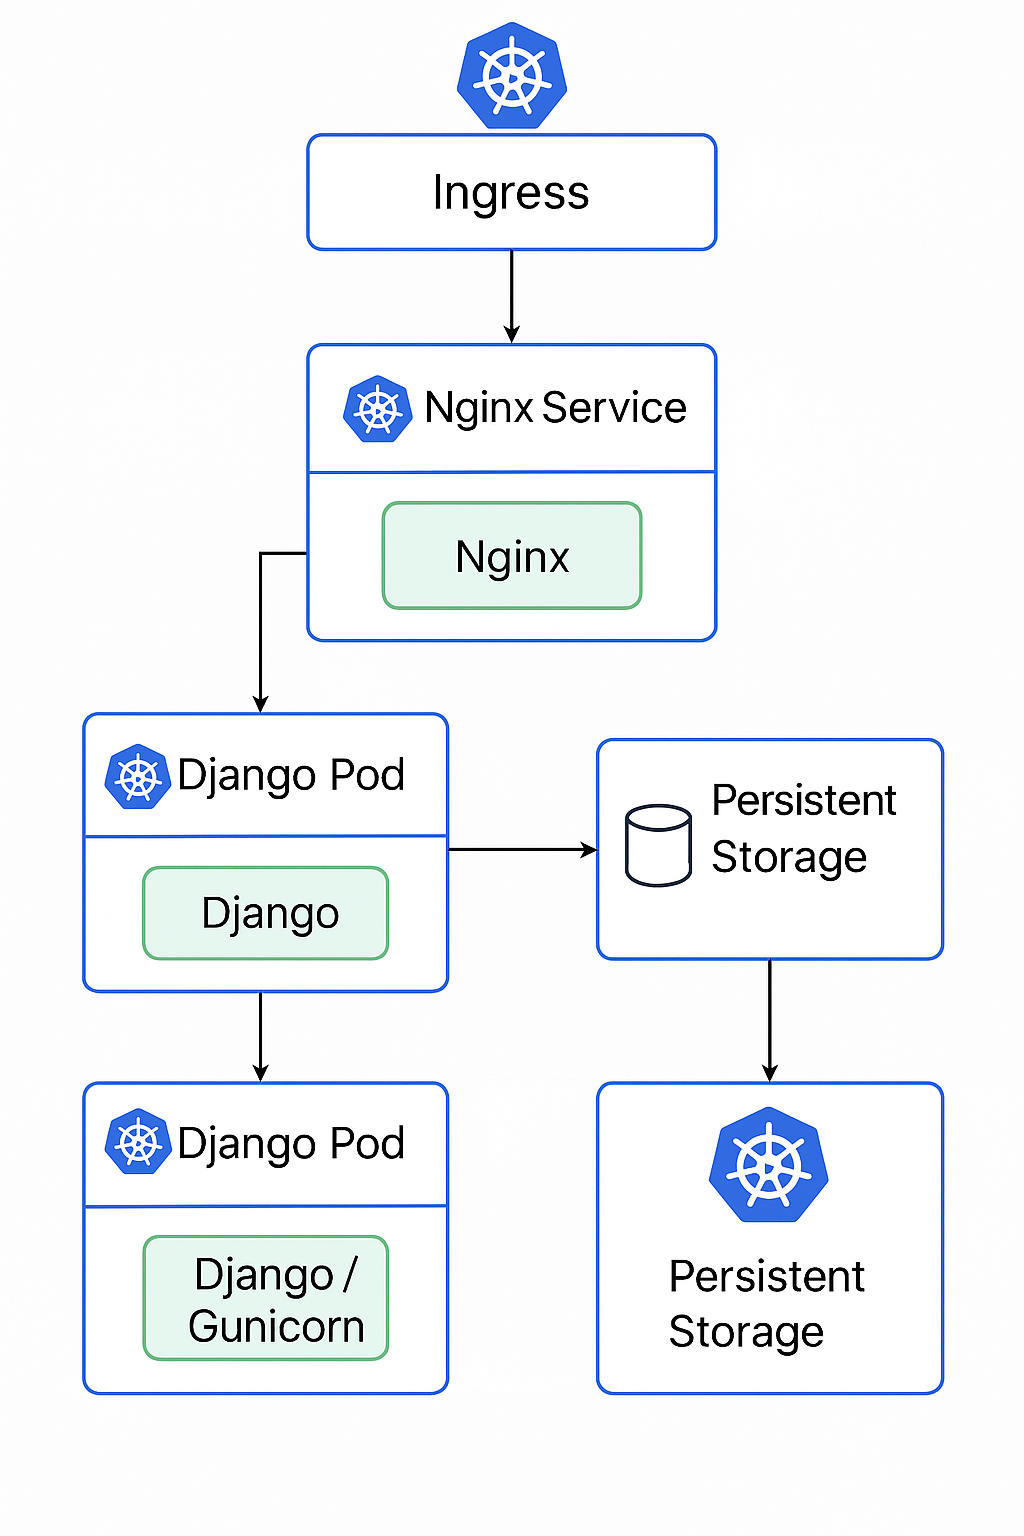 Ingress
Nginx Service
Nginx
Django Pod
Django
Persistent
Storage
Django Pod
Django /
Gunicorn
Persistent
Storage